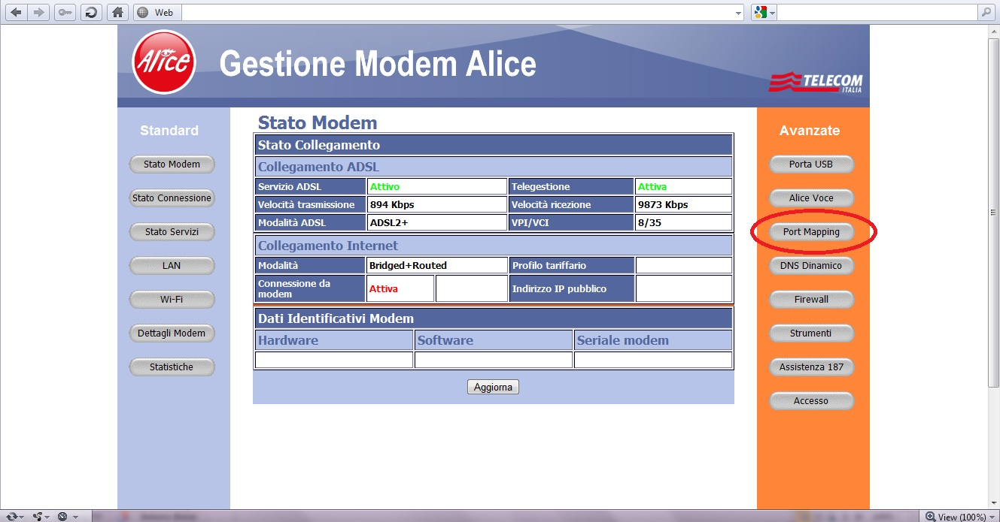 Web
Alice
Gestione Modem Alice
TELECOM
ITALIA
Standard
Stato Modem
Stato Connessione
Stato Servizi
LAN
Wi-Fi
Dettagli Modem
Statistiche
Stato Modem
Stato Collegamento
Collegamento ADSL
Servizio ADSL Attivo Telegestione Attiva
Velocità trasmissione 894 Kbps Velocità ricezione 9873 Kbps
Modalità ADSL ADSL2+ VPI/VCI 8/35
Collegamento Internet
Modalità Bridged+Routed Profilo tariffario
Connessione da
modem Attiva Indirizzo IP pubblico
Dati Identificativi Modem
Hardware Software Seriale modem
Aggiorna
Avanzate
Porta USB
Alice Voce
Port Mapping
DNS Dinamico
Firewall
Strumenti
Assistenza 187
Accesso
View (100%)